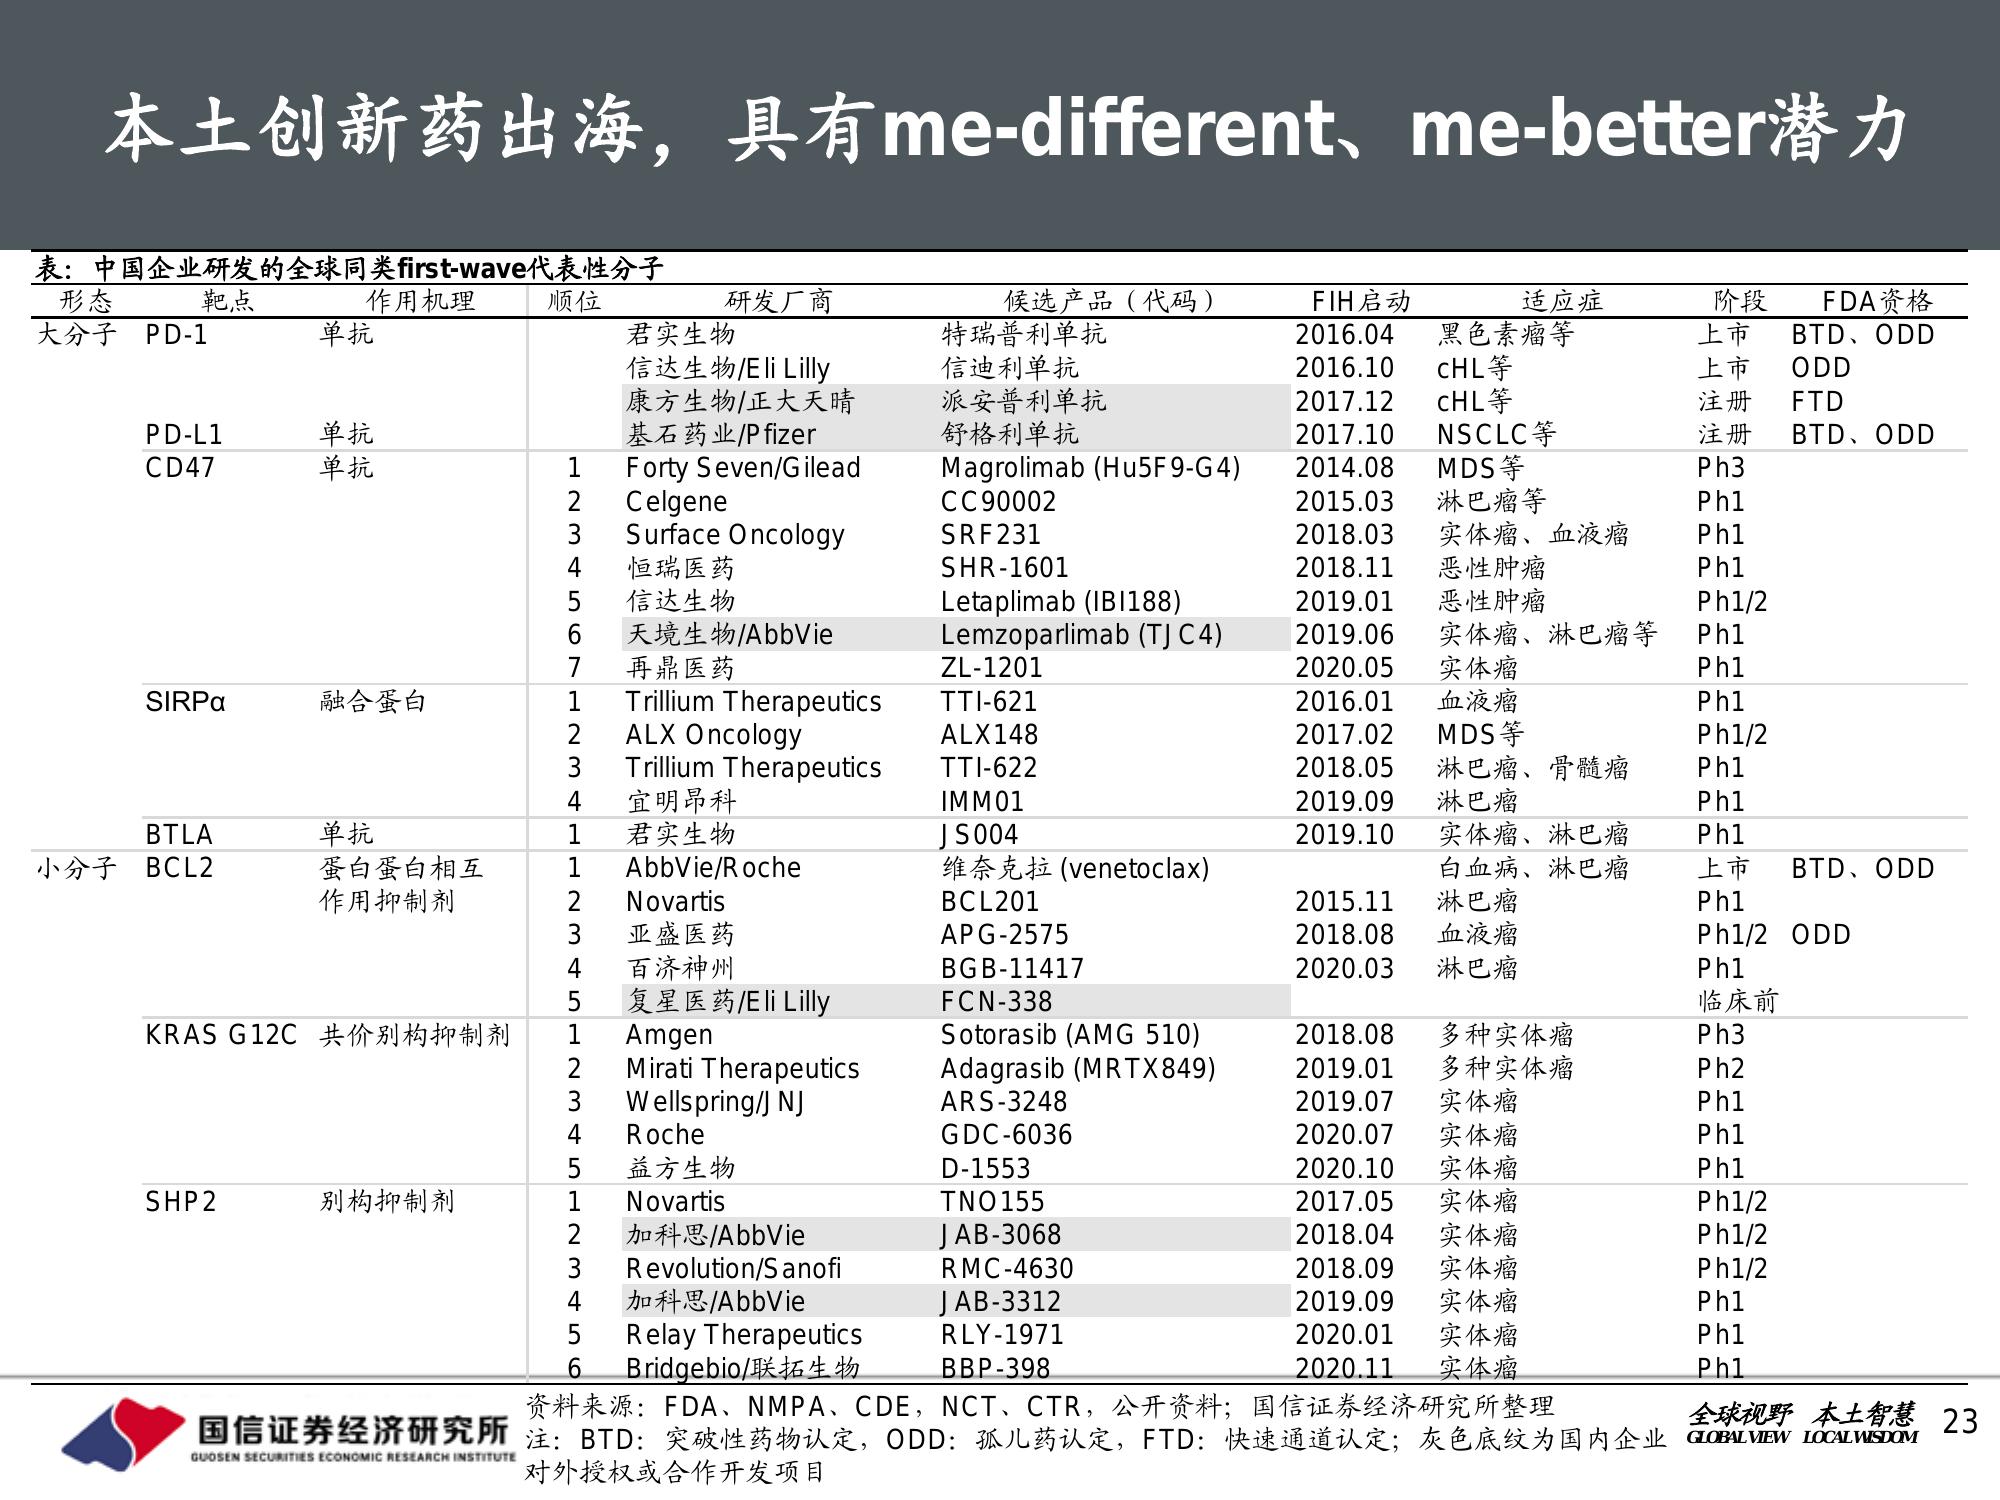 本土创新药出海，具有me-different、me-better潜力
表：中国企业研发的全球同类first-wave代表性分子
形态 靶点 作用机理 顺位 研发厂商 候选产品（代码） FIH启动 适应症 阶段 FDA资格
大分子 PD-1 单抗 君实生物 特瑞普利单抗 2016.04 黑色素瘤等 上市 BTD、ODD
信达生物/Eli Lilly 信迪利单抗 2016.10 cHL等 上市 ODD
康方生物/正大天晴 派安普利单抗 2017.12 cHL等 注册 FTD
PD-L1 单抗 基石药业/Pfizer 舒格利单抗 2017.10 NSCLC等 注册 BTD、ODD
CD47 单抗 1 Forty Seven/Gilead Magrolimab (Hu5F9-G4) 2014.08 MDS等 Ph3
2 Celgene CC90002 2015.03 淋巴瘤等 Ph1
3 Surface Oncology SRF231 2018.03 实体瘤、血液瘤 Ph1
4 恒瑞医药 SHR-1601 2018.11 恶性肿瘤 Ph1
5 信达生物 Letaplimab (IBI188) 2019.01 恶性肿瘤 Ph1/2
6 天境生物/AbbVie Lemzoparlimab (TJC4) 2019.06 实体瘤、淋巴瘤等 Ph1
7 再鼎医药 ZL-1201 2020.05 实体瘤 Ph1
SIRPα 融合蛋白 1 Trillium Therapeutics TTI-621 2016.01 血液瘤 Ph1
2 ALX Oncology ALX148 2017.02 MDS等 Ph1/2
3 Trillium Therapeutics TTI-622 2018.05 淋巴瘤、骨髓瘤 Ph1
4 宜明昂科 IMM01 2019.09 淋巴瘤 Ph1
BTLA 单抗 1 君实生物 JS004 2019.10 实体瘤、淋巴瘤 Ph1
小分子 BCL2 蛋白蛋白相互 1 AbbVie/Roche 维奈克拉 (venetoclax) 白血病、淋巴瘤 上市 BTD、ODD
作用抑制剂 2 Novartis BCL201 2015.11 淋巴瘤 Ph1
3 亚盛医药 APG-2575 2018.08 血液瘤 Ph1/2 ODD
4 百济神州 BGB-11417 2020.03 淋巴瘤 Ph1
5 复星医药/Eli Lilly FCN-338 临床前
KRAS G12C 共价别构抑制剂 1 Amgen Sotorasib (AMG 510) 2018.08 多种实体瘤 Ph3
2 Mirati Therapeutics Adagrasib (MRTX849) 2019.01 多种实体瘤 Ph2
3 Wellspring/JNJ ARS-3248 2019.07 实体瘤 Ph1
4 Roche GDC-6036 2020.07 实体瘤 Ph1
5 益方生物 D-1553 2020.10 实体瘤 Ph1
SHP2 别构抑制剂 1 Novartis TNO155 2017.05 实体瘤 Ph1/2
2 加科思/AbbVie JAB-3068 2018.04 实体瘤 Ph1/2
3 Revolution/Sanofi RMC-4630 2018.09 实体瘤 Ph1/2
4 加科思/AbbVie JAB-3312 2019.09 实体瘤 Ph1
5 Relay Therapeutics RLY-1971 2020.01 实体瘤 Ph1
6 Bridgebio/联拓生物 BBP-398 2020.11 实体瘤 Ph1
资料来源：FDA、NMPA、CDE，NCT、CTR，公开资料；国信证券经济研究所整理
注：BTD：突破性药物认定，ODD：孤儿药认定，FTD：快速通道认定；灰色底纹为国内企业
对外授权或合作开发项目
国信证券经济研究所
GUOSEN SECURITIES ECONOMIC RESEARCH INSTITUTE
全球视野 本土智慧
GLOBAL VIEW LOCAL WISDOM
23